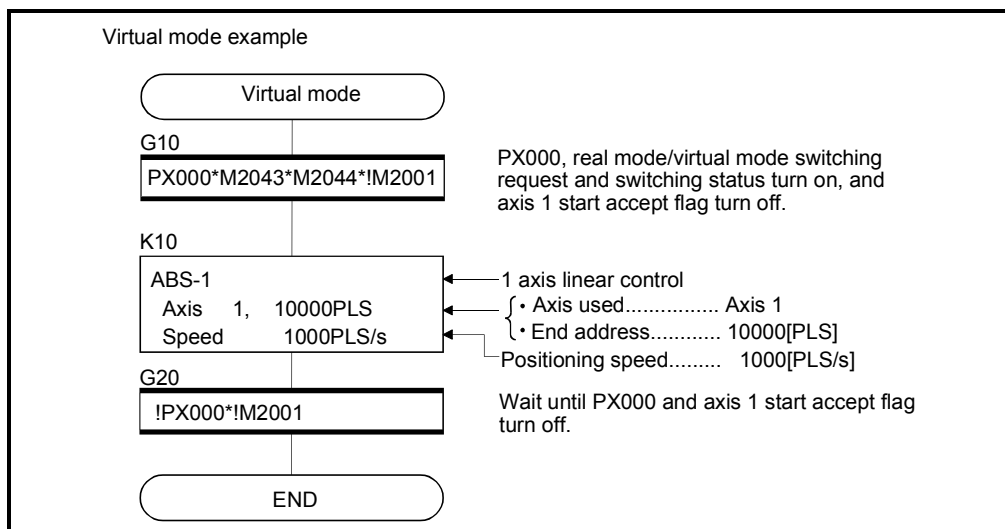 Virtual mode example
Virtual mode
G10
PX000*M2043*M2044*!M2001
PX000, real mode/virtual mode switching
request and switching status turn on, and
axis 1 start accept flag turn off.
K10
ABS-1
Axis 1, 10000PLS
Speed 1000PLS/s
1 axis linear control
• Axis used................ Axis 1
• End address............ 10000[PLS]
Positioning speed......... 1000[PLS/s]
G20
!PX000*!M2001
Wait until PX000 and axis 1 start accept flag
turn off.
END